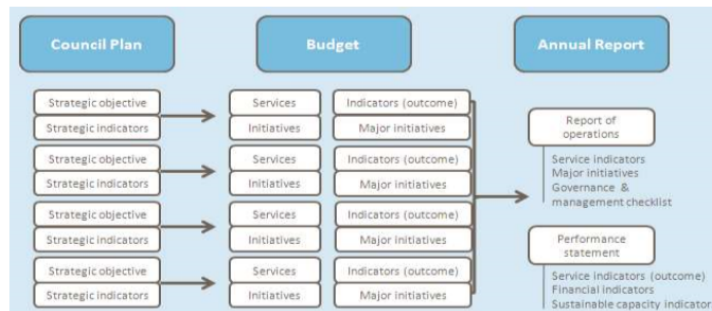 Council Plan
Budget
Annual Report
Strategic objective
Strategic indicators
Services
Initiatives
Indicators (outcome)
Major initiatives
Strategic objective
Strategic indicators
Services
Initiatives
Indicators (outcome)
Major initiatives
Strategic objective
Strategic indicators
Services
Initiatives
Indicators (outcome)
Major initiatives
Strategic objective
Strategic indicators
Services
Initiatives
Indicators (outcome)
Major initiatives
Report of
operations
Service indicators
Major initiatives
Governance &
management checklist
Performance
statement
Service indicators (outcome)
Financial indicators
Sustainable capacity indicator